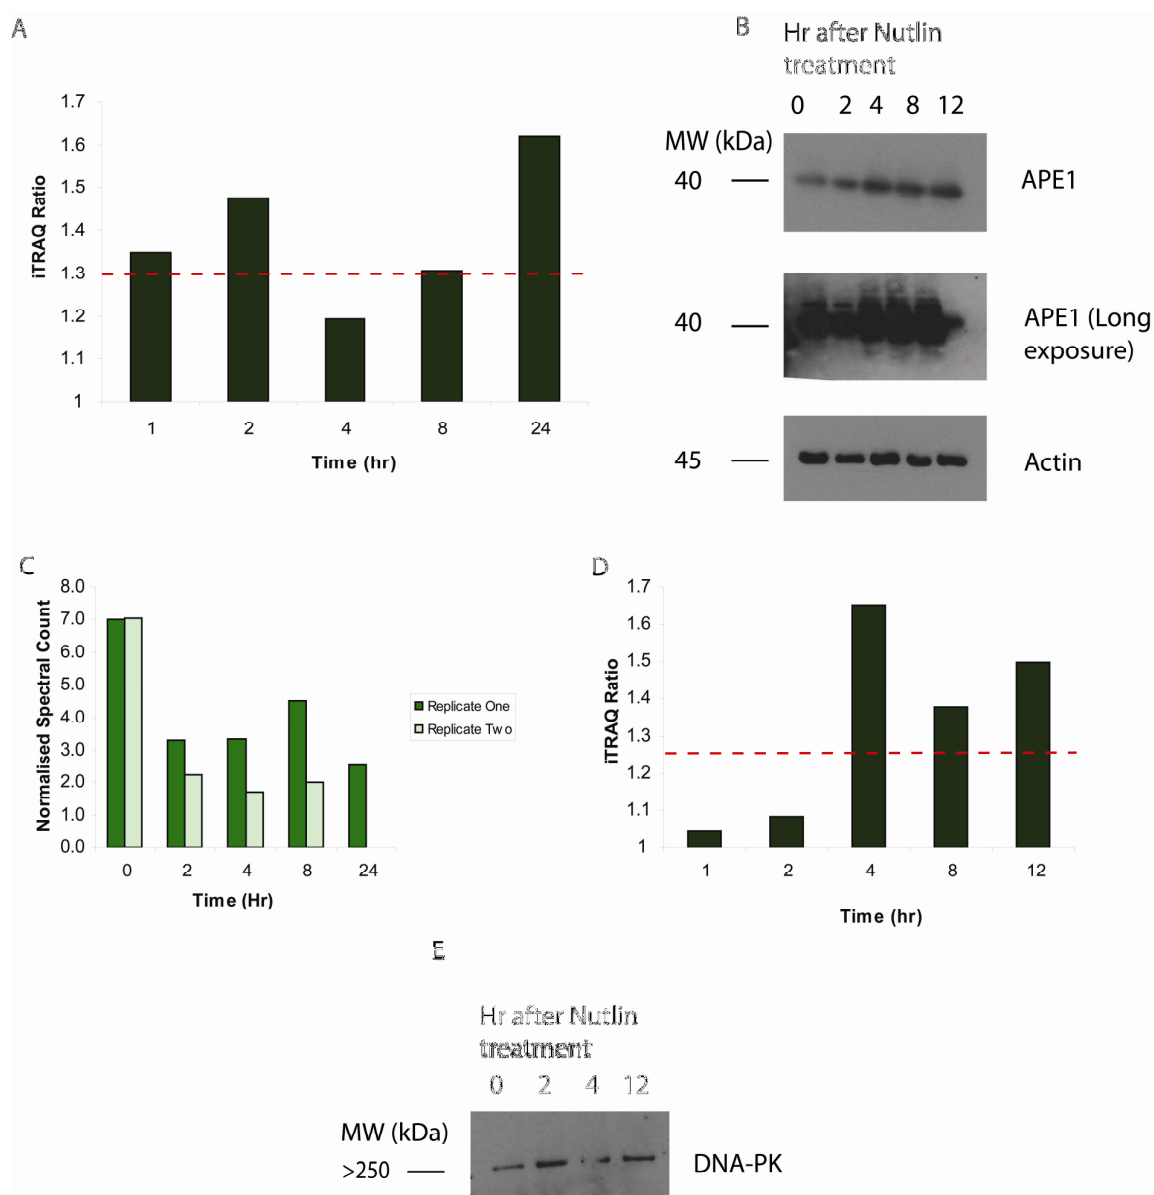 A
1.7
1.6
1.5
1.4
1.3
1.2
1.1
1
iTRAQ Ratio
1 2 4 8 24
Time (hr)
B
Hr after Nutlin
treatment
0 2 4 8 12
MW (kDa)
40
APE1
40
APE1 (Long
exposure)
45
Actin
C
8.0
7.0
6.0
5.0
4.0
3.0
2.0
1.0
0.0
Normalised Spectral Count
0 2 4 8 24
Time (Hr)
Replicate One
Replicate Two
D
1.7
1.6
1.5
1.4
1.3
1.2
1.1
1
iTRAQ Ratio
1 2 4 8 12
Time (hr)
E
Hr after Nutlin
treatment
0 2 4 12
MW (kDa)
>250
DNA-PK